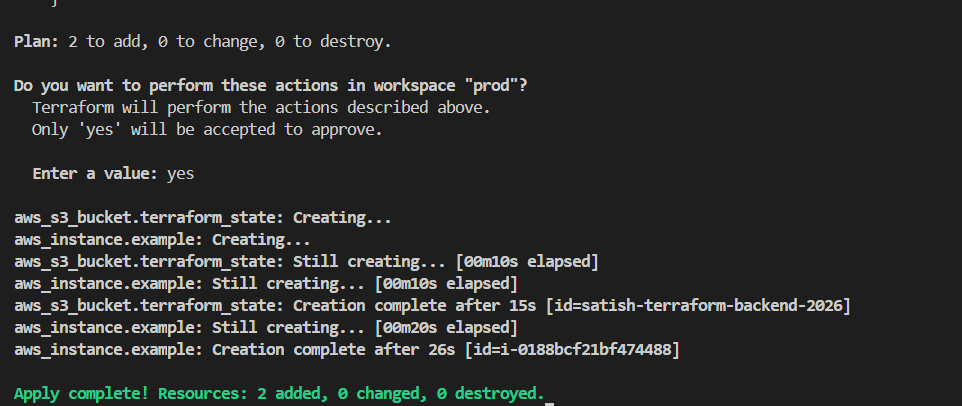 Plan: 2 to add, 0 to change, 0 to destroy.
Do you want to perform these actions in workspace "prod"?
Terraform will perform the actions described above.
Only 'yes' will be accepted to approve.
Enter a value: yes
aws_s3_bucket.terraform_state: Creating...
aws_instance.example: Creating...
aws_s3_bucket.terraform_state: Still creating... [00m10s elapsed]
aws_instance.example: Still creating... [00m10s elapsed]
aws_s3_bucket.terraform_state: Creation complete after 15s [id=satish-terraform-backend-2026]
aws_instance.example: Still creating... [00m20s elapsed]
aws_instance.example: Creation complete after 26s [id=i-0188bcf21bf474488]
Apply complete! Resources: 2 added, 0 changed, 0 destroyed.